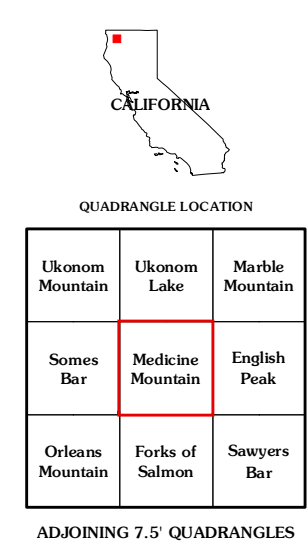 CALIFORNIA
QUADRANGLE LOCATION
Ukonom
Mountain
Ukonom
Lake
Marble
Mountain
Somes
Bar
Medicine
Mountain
English
Peak
Orleans
Mountain
Forks of
Salmon
Sawyers
Bar
ADJOINING 7.5' QUADRANGLES